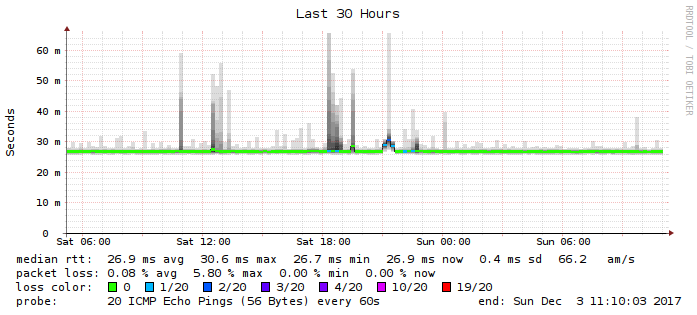 Last 30 Hours
RRDTOOL / TOBI OETIKER
Seconds
60 m
50 m
40 m
30 m
20 m
10 m
0
Sat 06:00 Sat 12:00 Sat 18:00 Sun 00:00 Sun 06:00
median rtt: 26.9 ms avg 30.6 ms max 26.7 ms min 26.9 ms now 0.4 ms sd 66.2 am/s
packet loss: 0.08 % avg 5.80 % max 0.00 % min 0.00 % now
loss color: 0 1/20 2/20 3/20 4/20 10/20 19/20
probe: 20 ICMP Echo Pings (56 Bytes) every 60s end: Sun Dec 3 11:10:03 2017